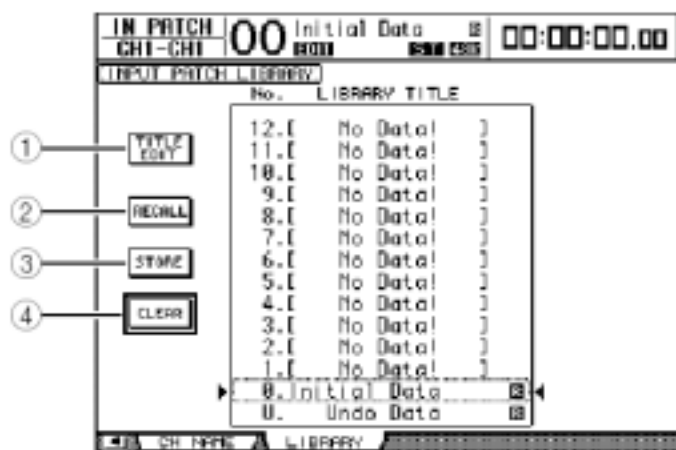 IN PATCH
CH1-CH1
00
Initial Data
EDIT
ST
00:00:00.00
INPUT PATCH LIBRARY
No. LIBRARY TITLE
1 TITLE EDIT
2 RECALL
3 STORE
4 CLEAR
12.[ No Data! ]
11.[ No Data! ]
10.[ No Data! ]
9.[ No Data! ]
8.[ No Data! ]
7.[ No Data! ]
6.[ No Data! ]
5.[ No Data! ]
4.[ No Data! ]
3.[ No Data! ]
2.[ No Data! ]
1.[ No Data! ]
0.Initial Data
U. Undo Data
CH NAME
LIBRARY